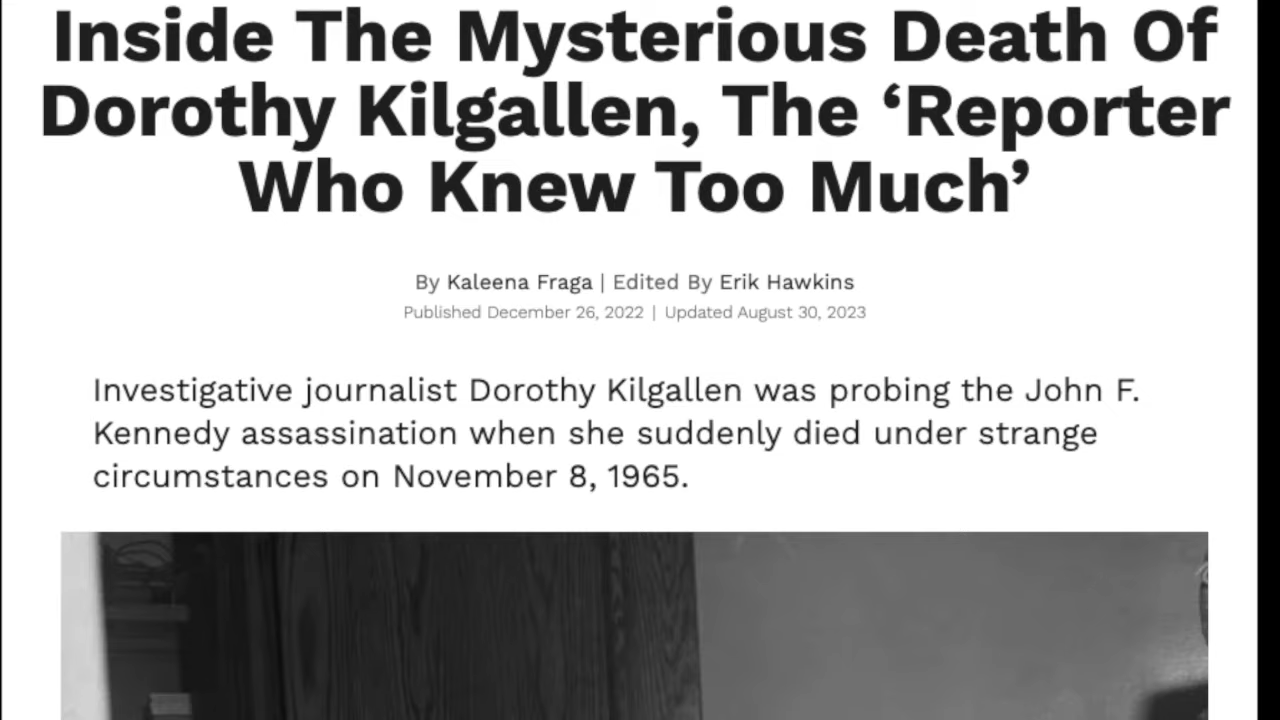 Inside The Mysterious Death Of
Dorothy Kilgallen, The ‘Reporter
Who Knew Too Much’
By Kaleena Fraga | Edited By Erik Hawkins
Published December 26, 2022 | Updated August 30, 2023
Investigative journalist Dorothy Kilgallen was probing the John F.
Kennedy assassination when she suddenly died under strange
circumstances on November 8, 1965.